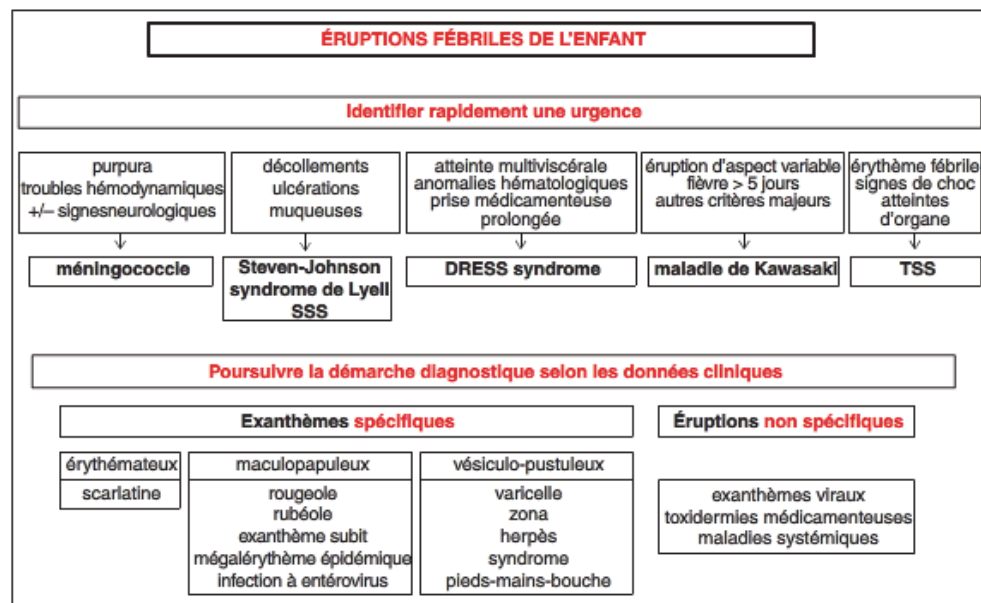 ÉRUPTIONS FÉBRILES DE L'ENFANT
Identifier rapidement une urgence
purpura
troubles hémodynamiques
+/– signesneurologiques
méningococcie
décollements
ulcérations
muqueuses
Steven-Johnson
syndrome de Lyell
SSS
atteinte multiviscérale
anomalies hématologiques
prise médicamenteuse
prolongée
DRESS syndrome
éruption d'aspect variable
fièvre > 5 jours
autres critères majeurs
maladie de Kawasaki
érythème fébrile
signes de choc
atteintes
d'organe
TSS
Poursuivre la démarche diagnostique selon les données cliniques
Exanthèmes spécifiques
érythémateux
scarlatine
maculopapuleux
rougeole
rubéole
exanthème subit
mégalérythème épidémique
infection à entérovirus
vésiculo-pustuleux
varicelle
zona
herpès
syndrome
pieds-mains-bouche
Éruptions non spécifiques
exanthèmes viraux
toxidermies médicamenteuses
maladies systémiques